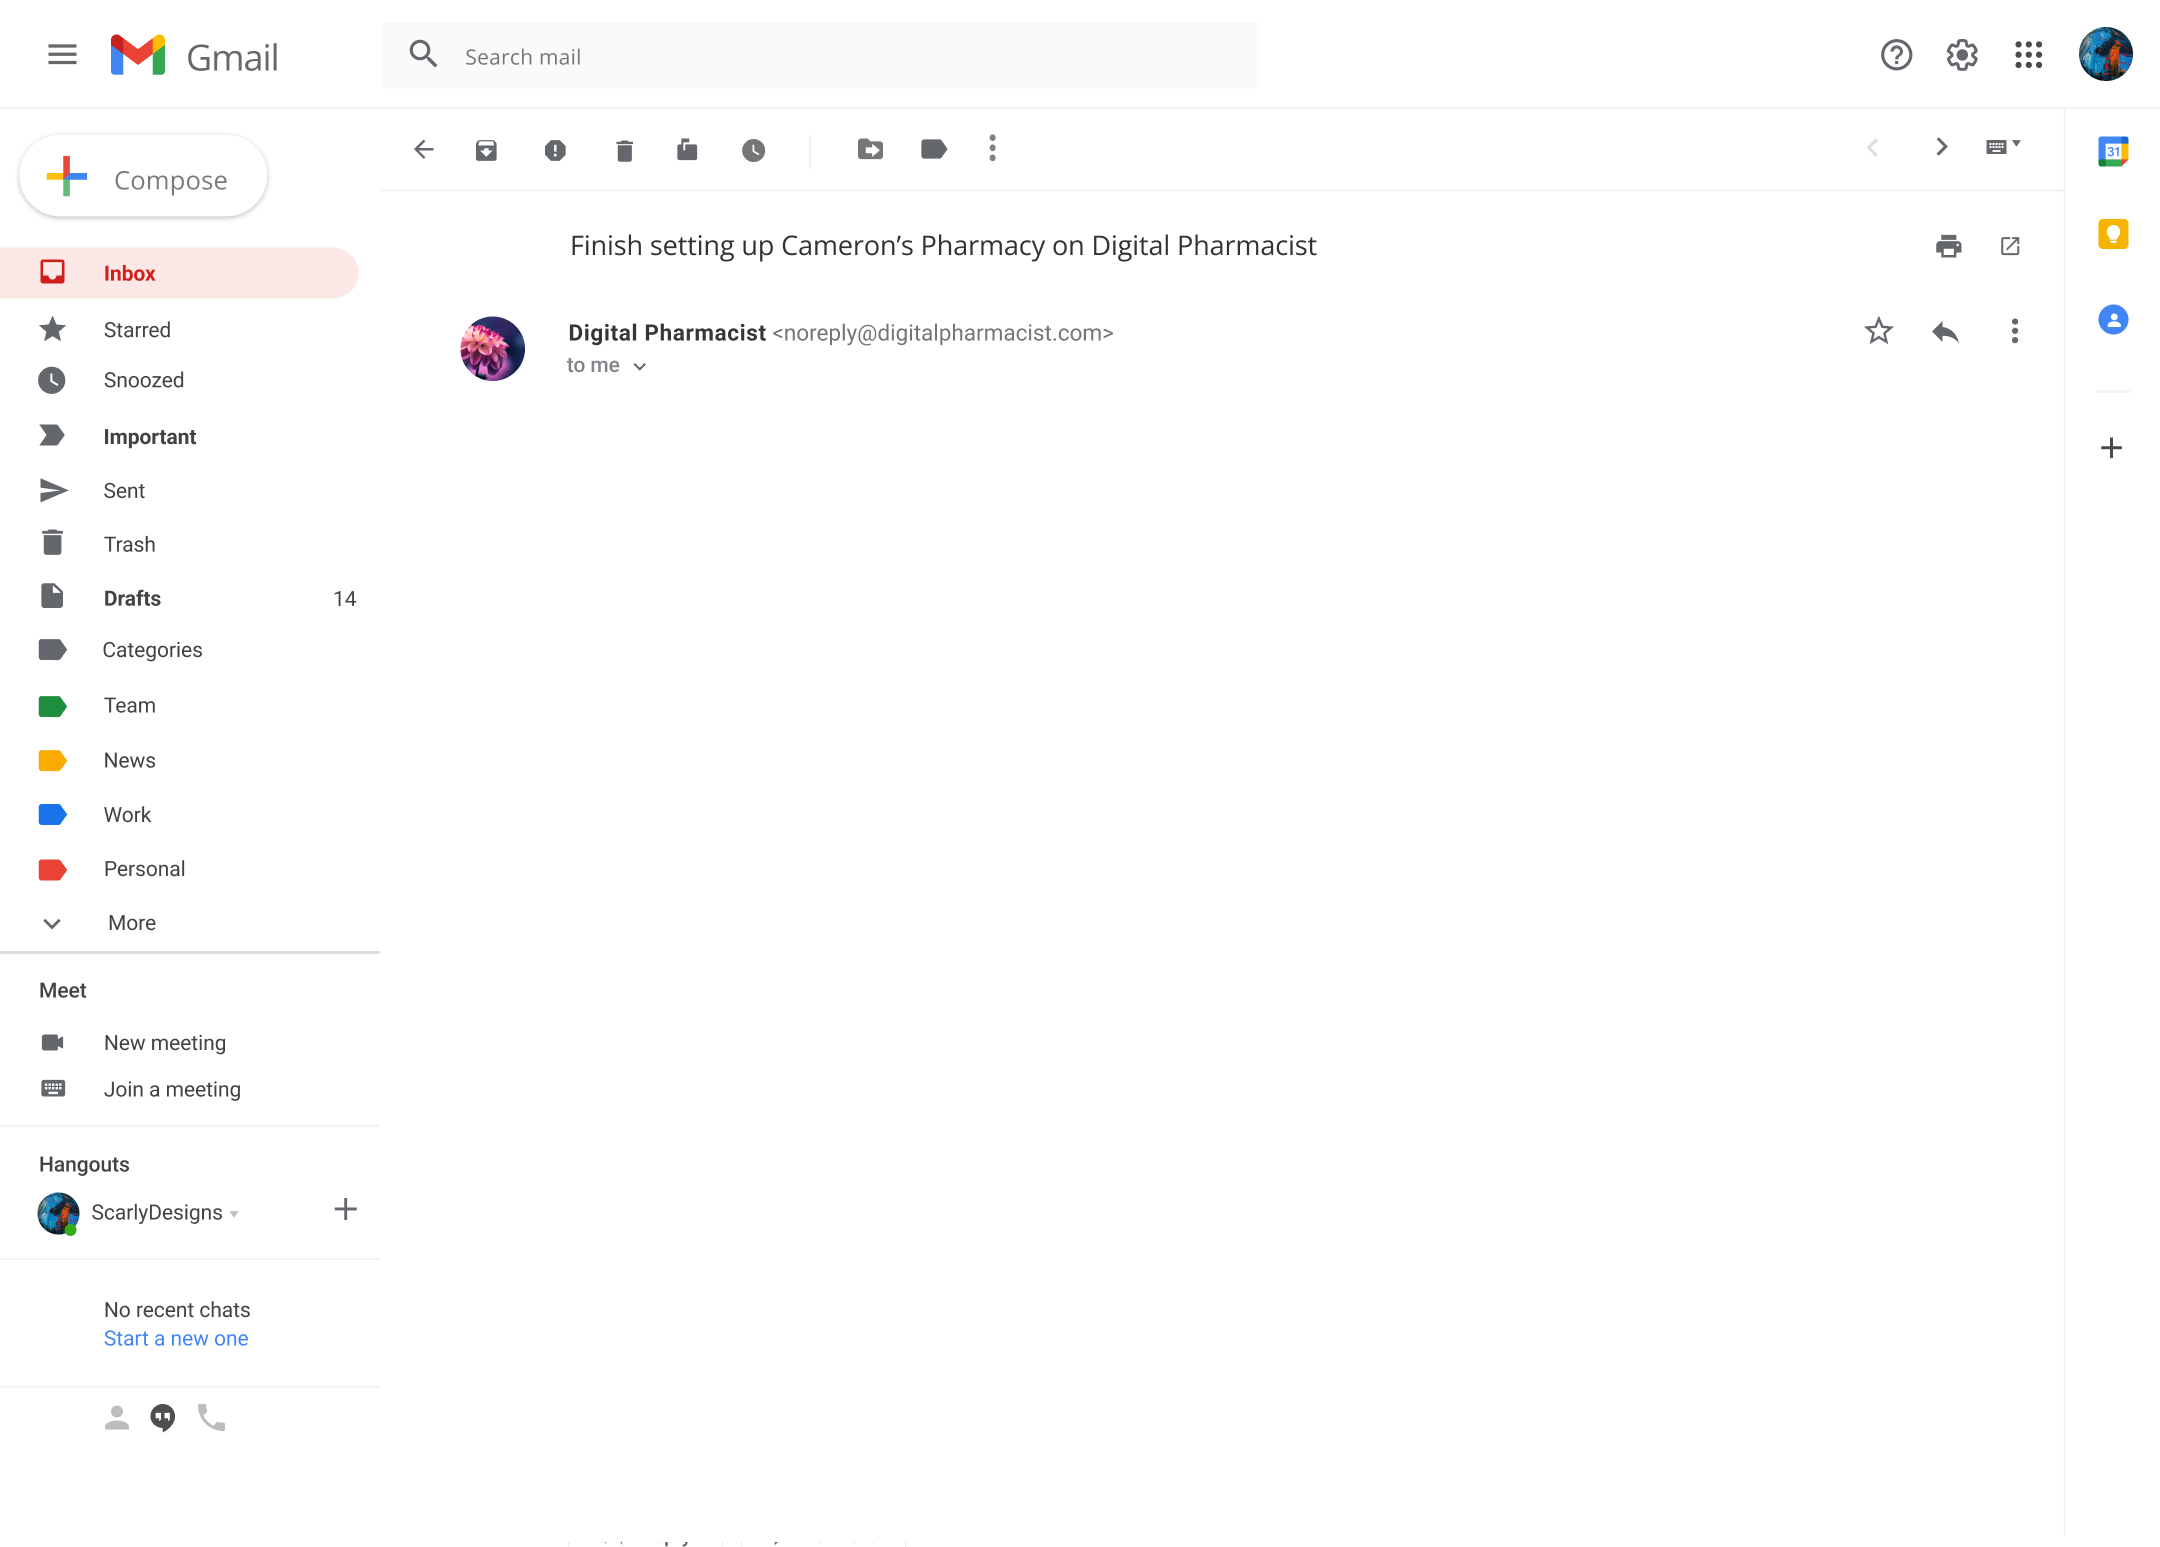 Gmail
Search mail
Compose
31
Finish setting up Cameron’s Pharmacy on Digital Pharmacist
Inbox
Digital Pharmacist <noreply@digitalpharmacist.com>
to me
Starred
Snoozed
Important
Sent
Trash
Drafts 14
Categories
Team
News
Work
Personal
More
Meet
New meeting
Join a meeting
Hangouts
ScarlyDesigns
No recent chats
Start a new one